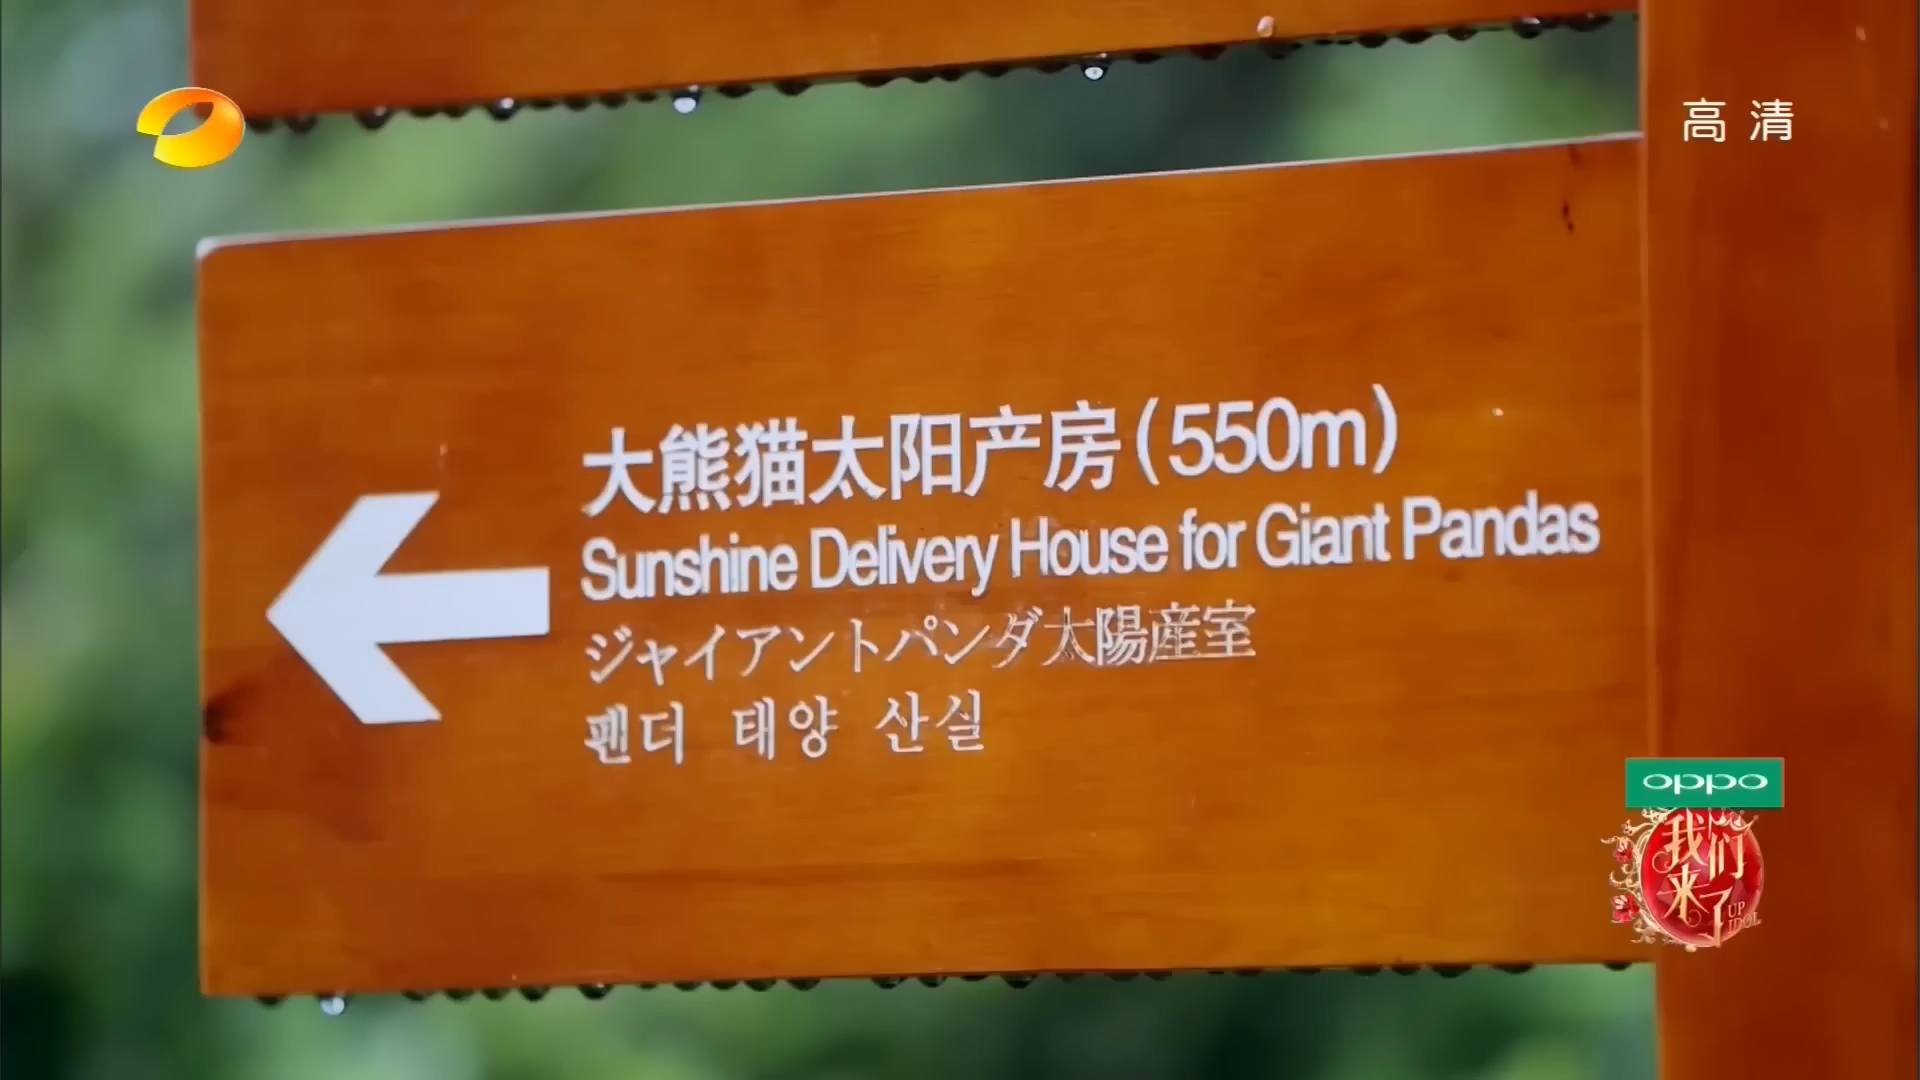 高清
大熊猫太阳产房(550m)
Sunshine Delivery House for Giant Pandas
ジャイアントパンダ太陽産室
팬더 태양 산실
oppo
我们来了
UP IDOL